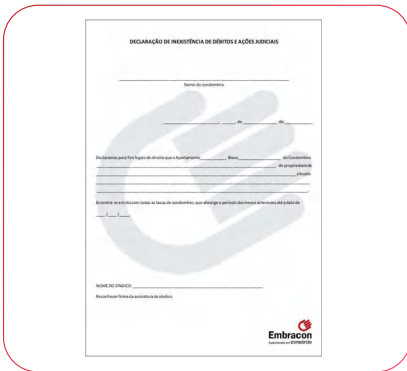 DECLARAÇÃO DE INEXISTÊNCIA DE DÉBITOS E AÇÕES JUDICIAIS
Nome do condomínio
de de
Declaramos para fins legais de direito que o Apartamento Bloco do Condomínio
de propriedade de
situado
Encontra-se em dia com todas as taxas de condomínio, que abrange o período dos meses anteriores até a data de
___ / ___ / ____
NOME DO SÍNDICO:
Reconhecer firma da assinatura do síndico
Embracon
especialista em consórcio